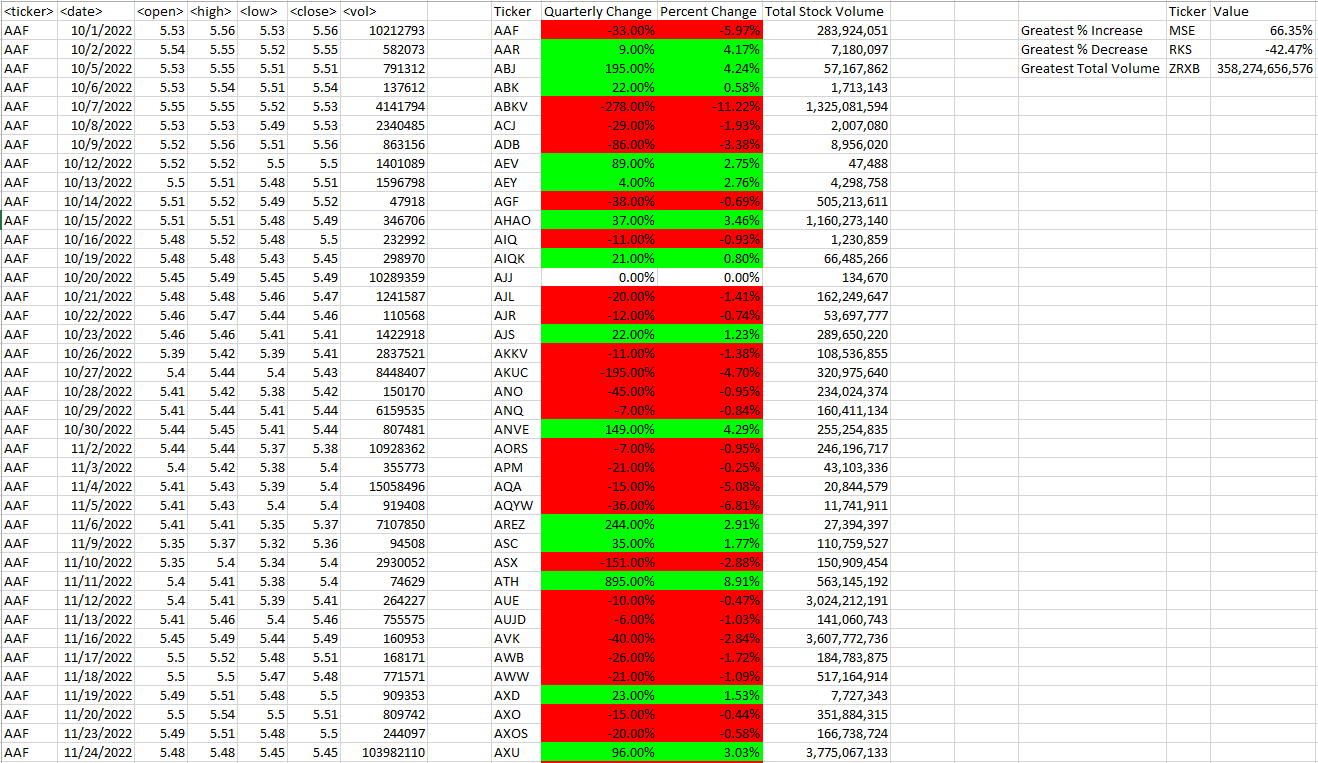 <ticker> <date> <open> <high> <low> <close> <vol> Ticker Quarterly Change Percent Change Total Stock Volume Ticker Value
AAF 10/1/2022 5.53 5.56 5.53 5.56 10212793 AAF -33.00% -5.97% 283,924,051 Greatest % Increase MSE 66.35%
AAF 10/2/2022 5.54 5.55 5.52 5.55 582073 AAR 9.00% 4.17% 7,180,097 Greatest % Decrease RKS -42.47%
AAF 10/5/2022 5.53 5.55 5.51 5.51 791312 ABJ 195.00% 4.24% 57,167,862 Greatest Total Volume ZRXB 358,274,656,576
AAF 10/6/2022 5.53 5.54 5.51 5.54 137612 ABK 22.00% 0.58% 1,713,143
AAF 10/7/2022 5.55 5.55 5.52 5.53 4141794 ABKV -278.00% -11.22% 1,325,081,594
AAF 10/8/2022 5.53 5.53 5.49 5.53 2340485 ACJ -29.00% -1.93% 2,007,080
AAF 10/9/2022 5.52 5.56 5.51 5.56 863156 ADB -86.00% -3.38% 8,956,020
AAF 10/12/2022 5.52 5.52 5.5 5.5 1401089 AEV 89.00% 2.75% 47,488
AAF 10/13/2022 5.5 5.51 5.48 5.51 1596798 AEY 4.00% 2.76% 4,298,758
AAF 10/14/2022 5.51 5.52 5.49 5.52 47918 AGF -38.00% -0.69% 505,213,611
AAF 10/15/2022 5.51 5.51 5.48 5.49 346706 AHAO 37.00% 3.46% 1,160,273,140
AAF 10/16/2022 5.48 5.52 5.48 5.5 232992 AIQ -11.00% -0.93% 1,230,859
AAF 10/19/2022 5.48 5.48 5.43 5.45 298970 AIQK 21.00% 0.80% 66,485,266
AAF 10/20/2022 5.45 5.49 5.45 5.49 10289359 AJJ 0.00% 0.00% 134,670
AAF 10/21/2022 5.48 5.48 5.46 5.47 1241587 AJL -20.00% -1.41% 162,249,647
AAF 10/22/2022 5.46 5.47 5.44 5.46 110568 AJR -12.00% -0.74% 53,697,777
AAF 10/23/2022 5.46 5.46 5.41 5.41 1422918 AJS 22.00% 1.23% 289,650,220
AAF 10/26/2022 5.39 5.42 5.39 5.41 2837521 AKKV -11.00% -1.38% 108,536,855
AAF 10/27/2022 5.4 5.44 5.4 5.43 8448407 AKUC -195.00% -4.70% 320,975,640
AAF 10/28/2022 5.41 5.42 5.38 5.42 150170 ANO -45.00% -0.95% 234,024,374
AAF 10/29/2022 5.41 5.44 5.41 5.44 6159535 ANQ -7.00% -0.84% 160,411,134
AAF 10/30/2022 5.44 5.45 5.41 5.44 807481 ANVE 149.00% 4.29% 255,254,835
AAF 11/2/2022 5.44 5.44 5.37 5.38 10928362 AORS -7.00% -0.95% 246,196,717
AAF 11/3/2022 5.4 5.42 5.38 5.4 355773 APM -21.00% -0.25% 43,103,336
AAF 11/4/2022 5.41 5.43 5.39 5.4 15058496 AQA -15.00% -5.08% 20,844,579
AAF 11/5/2022 5.41 5.43 5.4 5.4 919408 AQYW -36.00% -6.81% 11,741,911
AAF 11/6/2022 5.41 5.41 5.35 5.37 7107850 AREZ 244.00% 2.91% 27,394,397
AAF 11/9/2022 5.35 5.37 5.32 5.36 94508 ASC 35.00% 1.77% 110,759,527
AAF 11/10/2022 5.35 5.4 5.34 5.4 2930052 ASX -151.00% -2.88% 150,909,454
AAF 11/11/2022 5.4 5.41 5.38 5.4 74629 ATH 895.00% 8.91% 563,145,192
AAF 11/12/2022 5.4 5.41 5.39 5.41 264227 AUE -10.00% -0.47% 3,024,212,191
AAF 11/13/2022 5.41 5.46 5.4 5.46 755575 AUJD -6.00% -1.03% 141,060,743
AAF 11/16/2022 5.45 5.49 5.44 5.49 160953 AVK -40.00% -2.84% 3,607,772,736
AAF 11/17/2022 5.5 5.52 5.48 5.51 168171 AWB -26.00% -1.72% 184,783,875
AAF 11/18/2022 5.5 5.5 5.47 5.48 771571 AWW -21.00% -1.09% 517,164,914
AAF 11/19/2022 5.49 5.51 5.48 5.5 909353 AXD 23.00% 1.53% 7,727,343
AAF 11/20/2022 5.5 5.54 5.5 5.51 809742 AXO -15.00% -0.44% 351,884,315
AAF 11/23/2022 5.49 5.51 5.48 5.5 244097 AXOS -20.00% -0.58% 166,738,724
AAF 11/24/2022 5.48 5.48 5.45 5.45 103982110 AXU 96.00% 3.03% 3,775,067,133